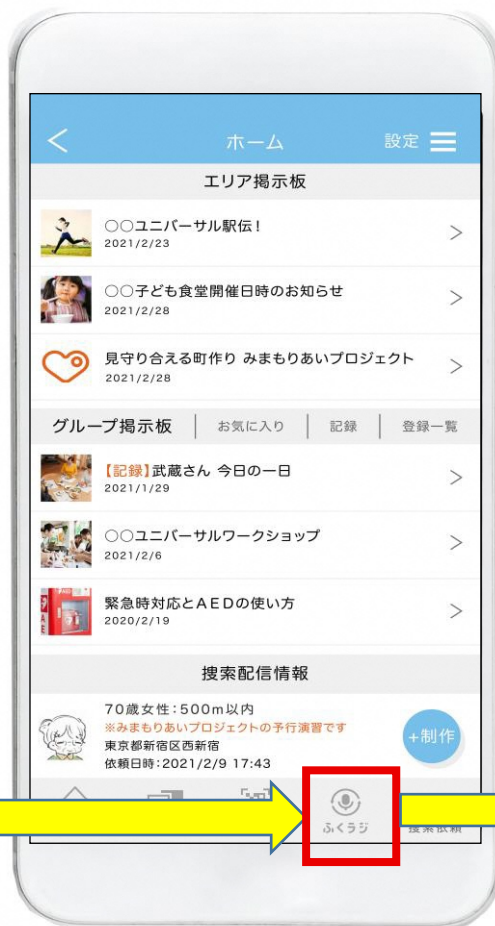 ホーム
設定
エリア掲示板
○○ユニバーサル駅伝！
2021/2/23
○○子ども食堂開催日時のお知らせ
2021/2/28
見守り合える町作り みまもりあいプロジェクト
2021/2/28
グループ掲示板
お気に入り
記録
登録一覧
【記録】武蔵さん 今日の一日
2021/1/29
○○ユニバーサルワークショップ
2021/2/6
緊急時対応とAEDの使い方
2020/2/19
捜索配信情報
70歳女性：500m以内
※みまもりあいプロジェクトの予行演習です
東京都新宿区西新宿
依頼日時：2021/2/9 17:43
+制作
ふくラジ
捜索依頼